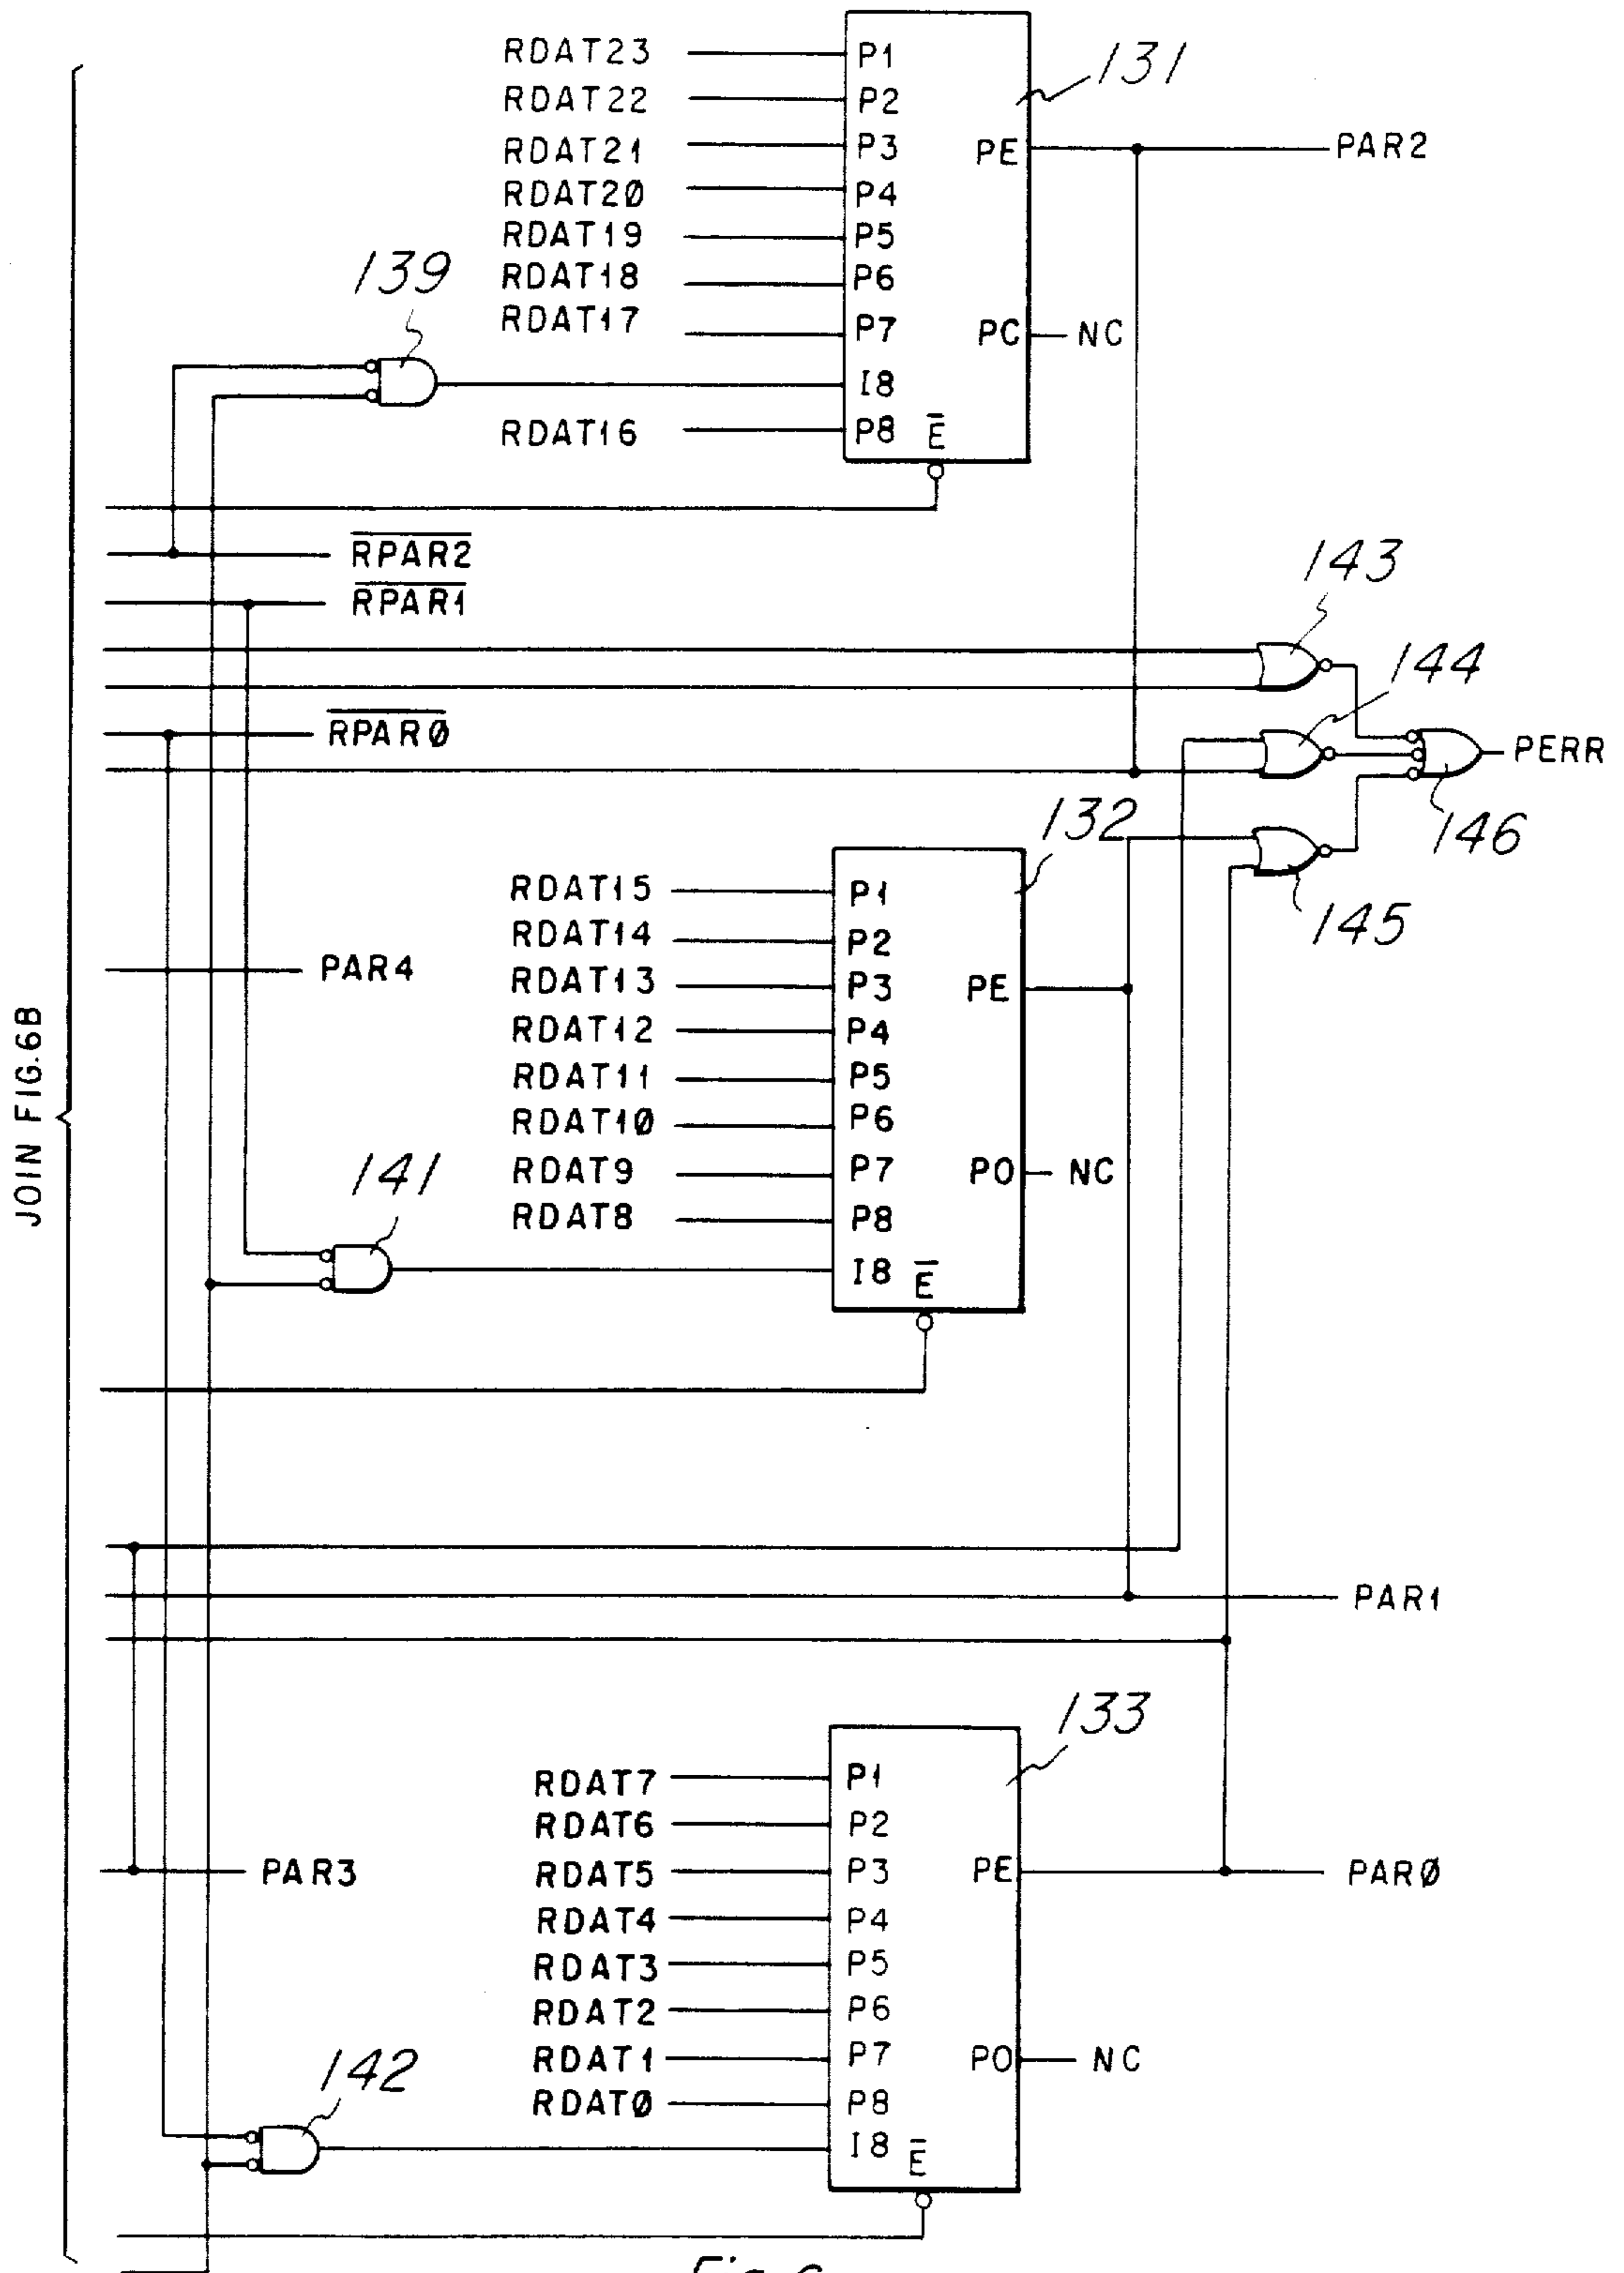 RDAT23 P1
131
RDAT22 P2
RDAT21 P3 PE PAR2
RDAT20 P4
RDAT19 P5
139
RDAT18 P6
RDAT17 P7 PC NC
I8
RDAT16 P8 E̅
R̅P̅A̅R̅2̅
R̅P̅A̅R̅1̅
143
144
R̅P̅A̅R̅Ø̅
PERR
146
132
RDAT15 P1
145
RDAT14 P2
PAR4
RDAT13 P3 PE
RDAT12 P4
RDAT11 P5
RDAT10 P6
JOIN FIG.6B
RDAT9 P7 PO NC
141
RDAT8 P8
I8 E̅
PAR1
133
RDAT7 P1
RDAT6 P2
PAR3
RDAT5 P3 PE PARØ
RDAT4 P4
RDAT3 P5
RDAT2 P6
RDAT1 P7 PO NC
142
RDATØ P8
I8 E̅